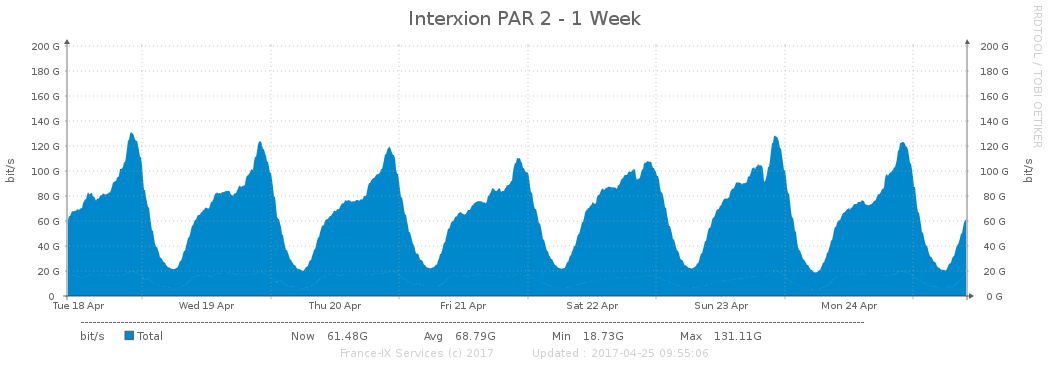 Interxion PAR 2 - 1 Week
RRDTOOL / TOBI OETIKER
bit/s
200 G 200 G
180 G 180 G
160 G 160 G
140 G 140 G
120 G 120 G
100 G 100 G
80 G 80 G
60 G 60 G
40 G 40 G
20 G 20 G
0 0 G
bit/s
Tue 18 Apr Wed 19 Apr Thu 20 Apr Fri 21 Apr Sat 22 Apr Sun 23 Apr Mon 24 Apr
bit/s Total Now 61.48G Avg 68.79G Min 18.73G Max 131.11G
France-IX Services (c) 2017 Updated : 2017-04-25 09:55:06